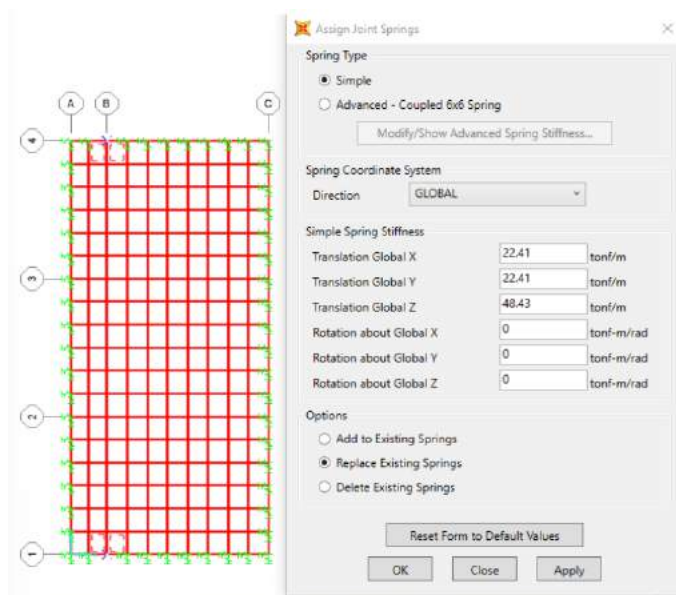 Assign Joint Springs
Spring Type
Simple
Advanced - Coupled 6x6 Spring
Modify/Show Advanced Spring Stiffness...
Spring Coordinate System
Direction GLOBAL
Simple Spring Stiffness
Translation Global X 22.41 tonf/m
Translation Global Y 22.41 tonf/m
Translation Global Z 48.43 tonf/m
Rotation about Global X 0 tonf-m/rad
Rotation about Global Y 0 tonf-m/rad
Rotation about Global Z 0 tonf-m/rad
Options
Add to Existing Springs
Replace Existing Springs
Delete Existing Springs
Reset Form to Default Values
OK Close Apply
A B C
4
3
2
1